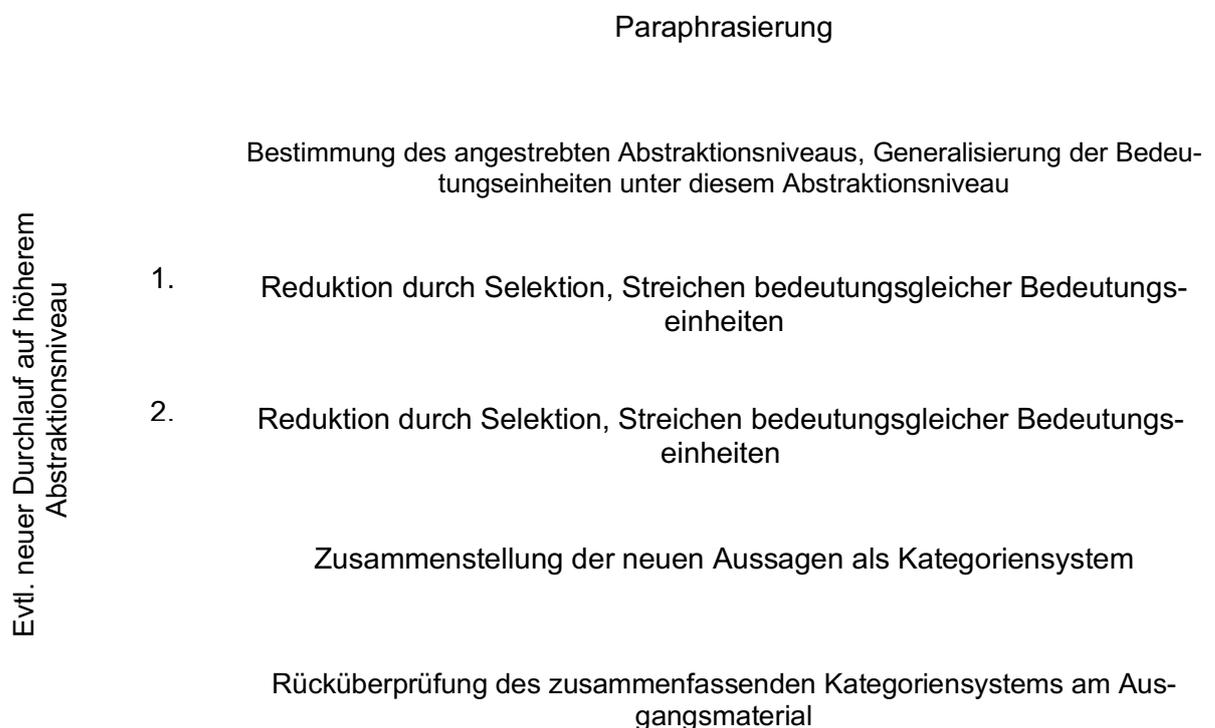 Paraphrasierung
Bestimmung des angestrebten Abstraktionsniveaus, Generalisierung der Bedeu-
tungseinheiten unter diesem Abstraktionsniveau
1.
Reduktion durch Selektion, Streichen bedeutungsgleicher Bedeutungs-
einheiten
2.
Reduktion durch Selektion, Streichen bedeutungsgleicher Bedeutungs-
einheiten
Zusammenstellung der neuen Aussagen als Kategoriensystem
Rücküberprüfung des zusammenfassenden Kategoriensystems am Aus-
gangsmaterial
Evtl. neuer Durchlauf auf höherem
Abstraktionsniveau